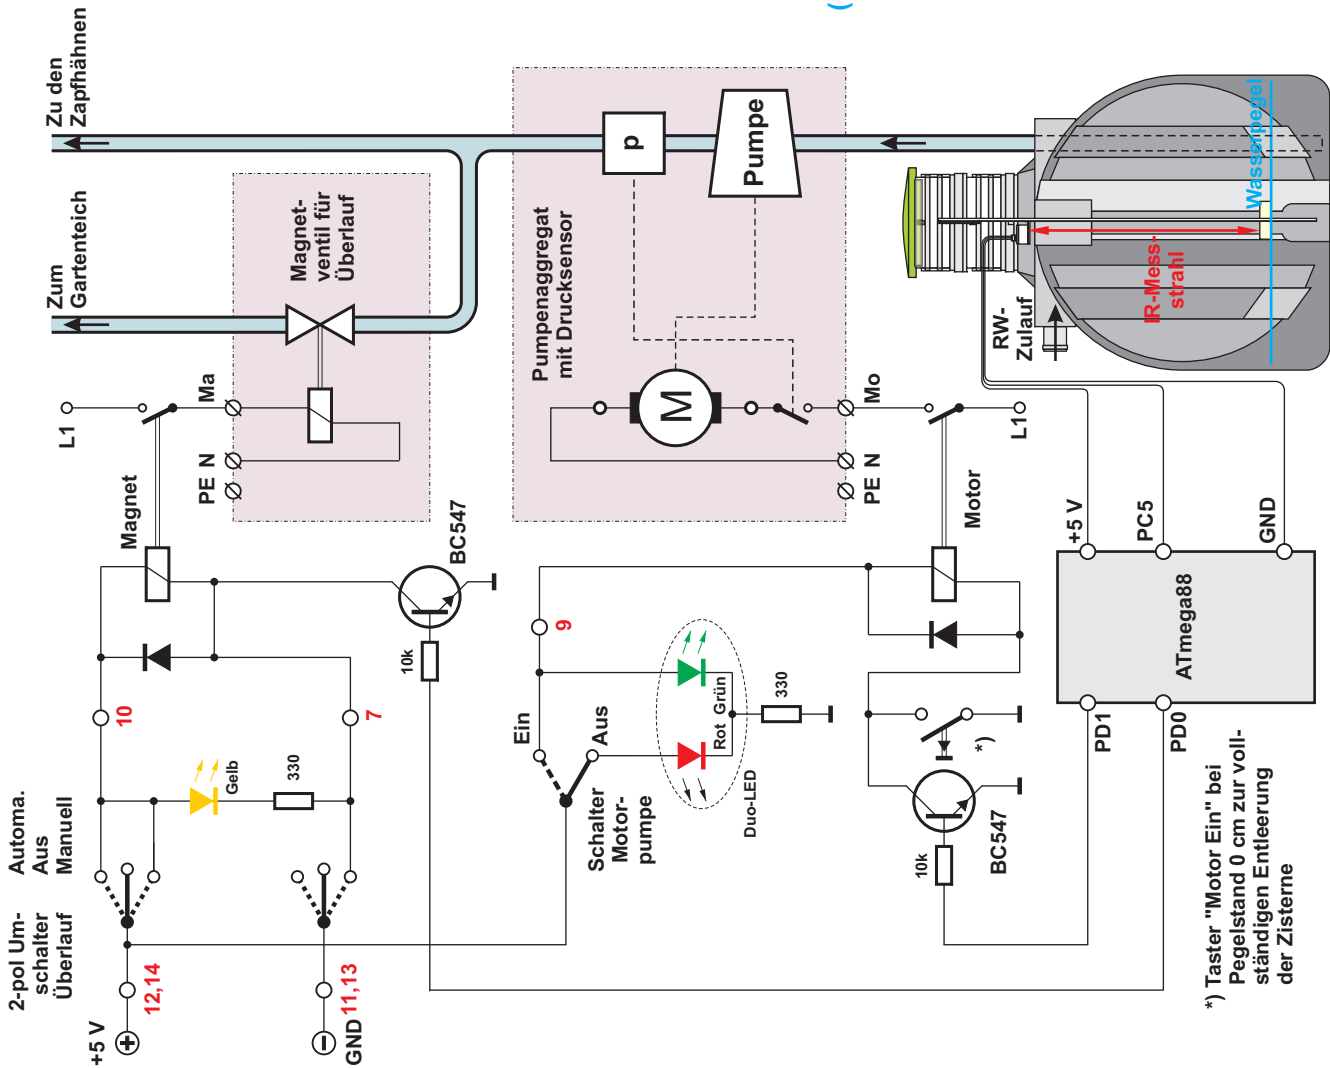 Zu den
Zapfhähnen
Zum
Gartenteich
Magnet-
ventil für
Überlauf
p
Pumpe
Pumpenaggregat
mit Drucksensor
M
L1
Ma
N
PE
Mo
N
PE
L1
Magnet
Motor
BC547
10k
10
7
Gelb
330
Automa.
Aus
Manuell
2-pol Um-
schalter
Überlauf
12,14
11,13
+5 V
GND
9
Ein
Aus
Schalter
Motor-
pumpe
Rot
Grün
330
Duo-LED
*)
BC547
10k
+5 V
PC5
GND
ATmega88
PD1
PD0
RW-
Zulauf
IR-Mess-
strahl
Wasserpegel
(
*) Taster "Motor Ein" bei
Pegelstand 0 cm zur voll-
ständigen Entleerung
der Zisterne